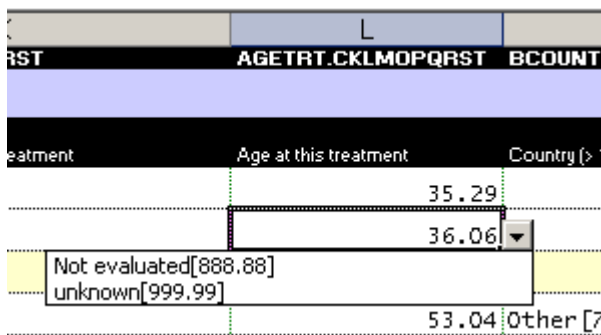 L
RST AGETRT.CKLMOPQRST BCOUNT
eatment Age at this treatment Country (>
35.29
36.06
Not evaluated[888.88]
unknown[999.99]
53.04 Other [7